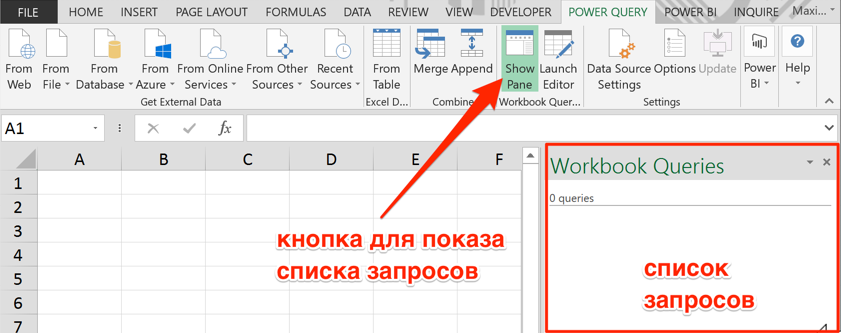 FILE HOME INSERT PAGE LAYOUT FORMULAS DATA REVIEW VIEW DEVELOPER POWER QUERY POWER BI INQUIRE Maxi...
From Web
From File
From Database
From Azure
From Online Services
From Other Sources
Recent Sources
From Table
Merge
Append
Show Pane
Launch Editor
Data Source Settings
Options
Update
Power BI
Help
Get External Data
Excel D...
Combine
Workbook Quer...
Settings
A1
fx
A B C D E F
1
2
3
4
5
6
7
Workbook Queries
0 queries
кнопка для показа
списка запросов
список
запросов